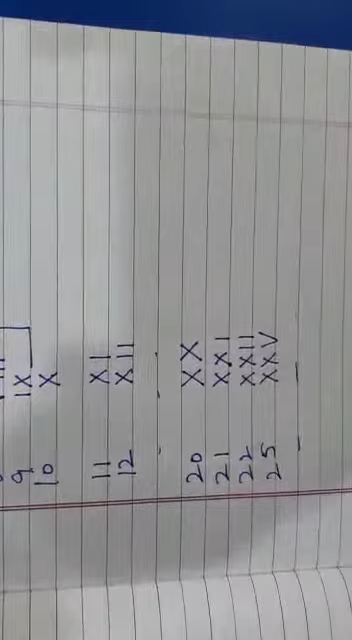 9 IX
10 X
11 XI
12 XII
20 XX
21 XXI
22 XXII
25 XXV